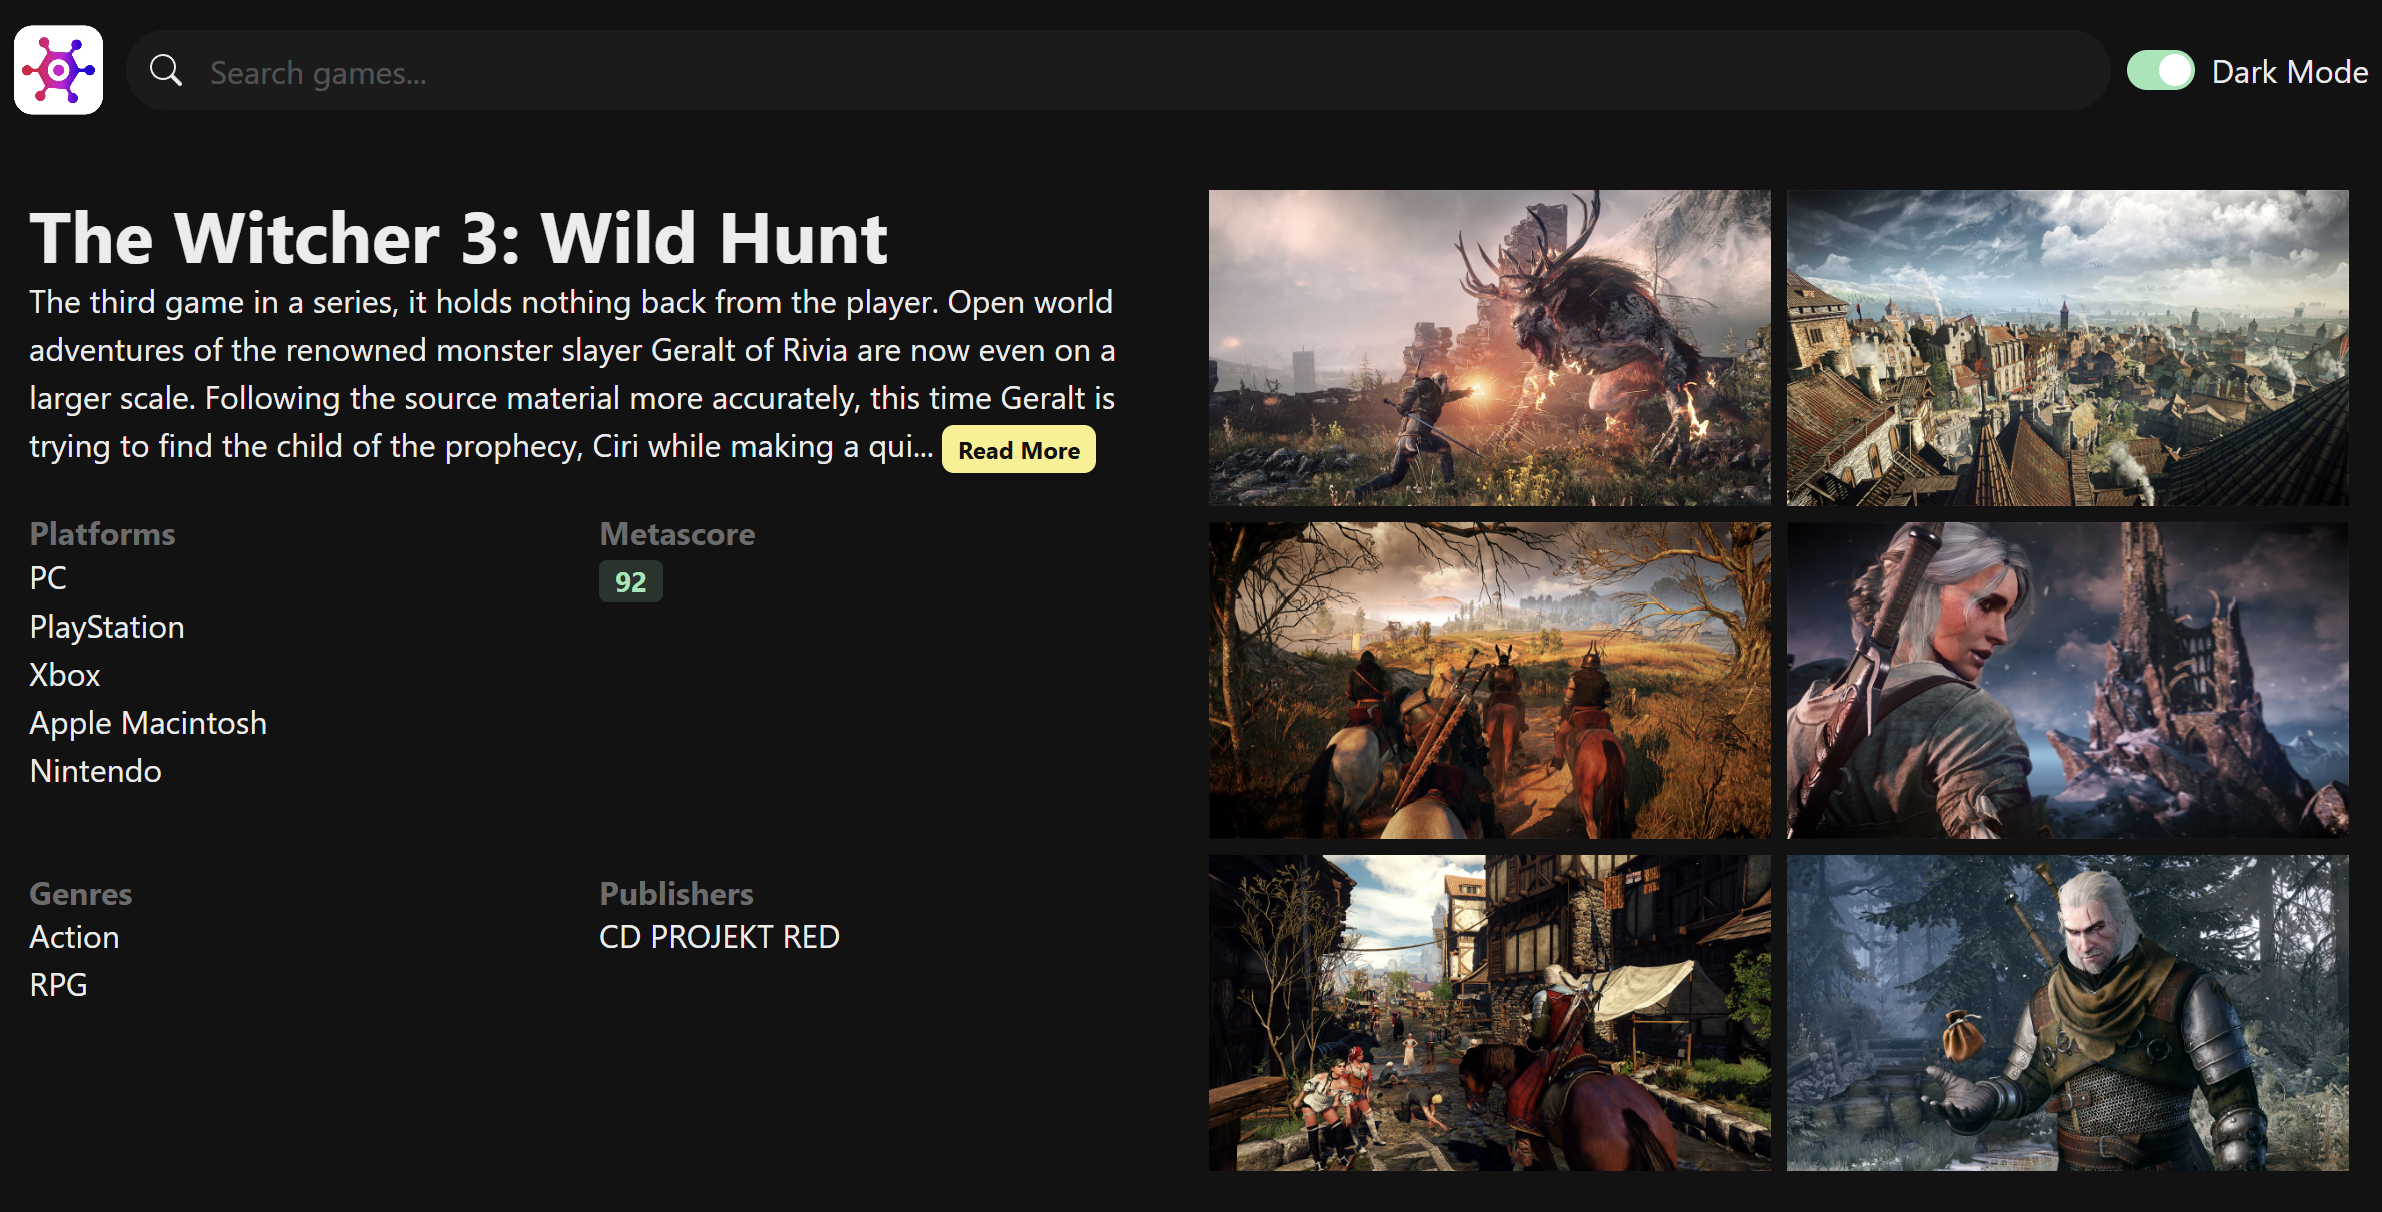 Search games...
Dark Mode
The Witcher 3: Wild Hunt
The third game in a series, it holds nothing back from the player. Open world
adventures of the renowned monster slayer Geralt of Rivia are now even on a
larger scale. Following the source material more accurately, this time Geralt is
trying to find the child of the prophecy, Ciri while making a qui... Read More
Platforms
PC
PlayStation
Xbox
Apple Macintosh
Nintendo
Metascore
92
Genres
Action
RPG
Publishers
CD PROJEKT RED